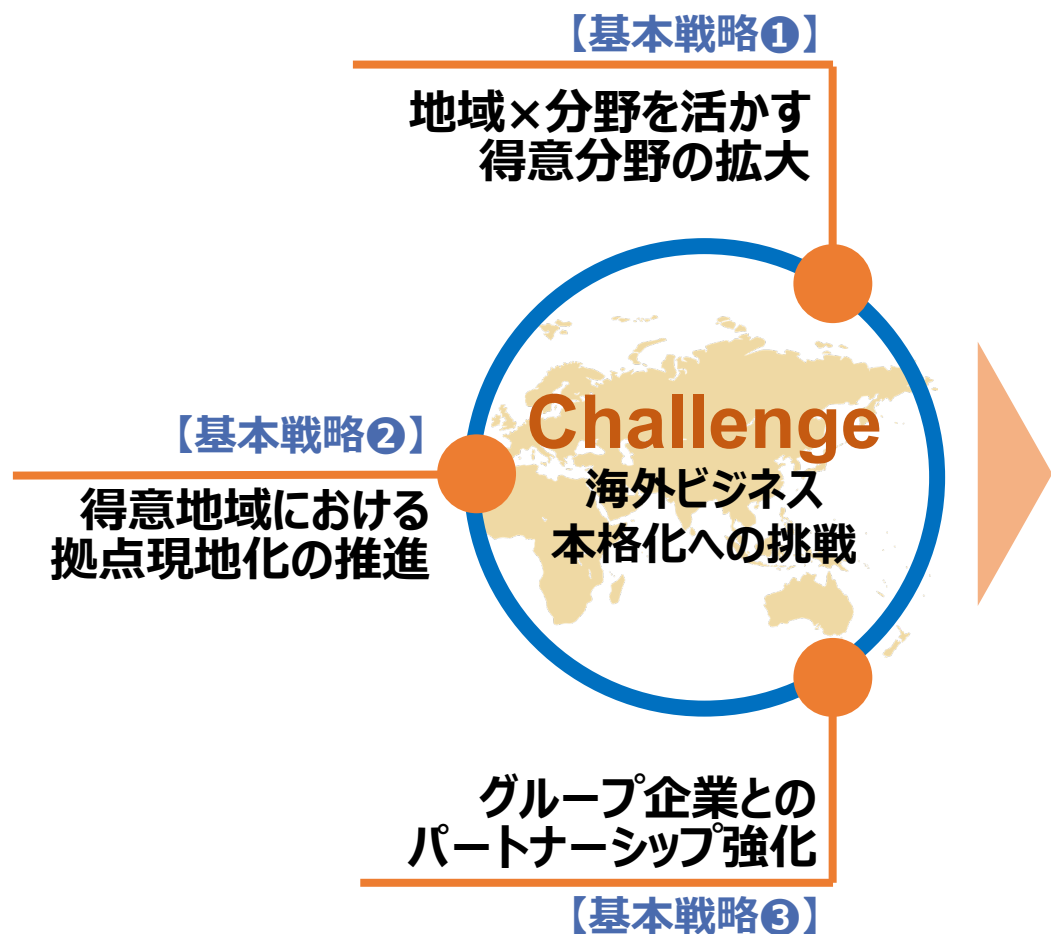 【基本戦略❶】
地域×分野を活かす
得意分野の拡大
【基本戦略❷】
得意地域における
拠点現地化の推進
Challenge
海外ビジネス
本格化への挑戦
グループ企業との
パートナーシップ強化
【基本戦略❸】